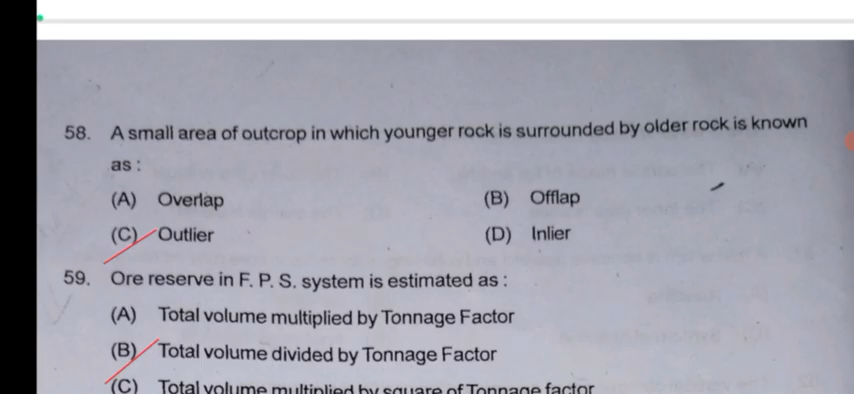 58. A small area of outcrop in which younger rock is surrounded by older rock is known
as :
(A) Overlap (B) Offlap
(C) Outlier (D) Inlier
59. Ore reserve in F. P. S. system is estimated as :
(A) Total volume multiplied by Tonnage Factor
(B) Total volume divided by Tonnage Factor
(C) Total volume multiplied by square of Tonnage factor